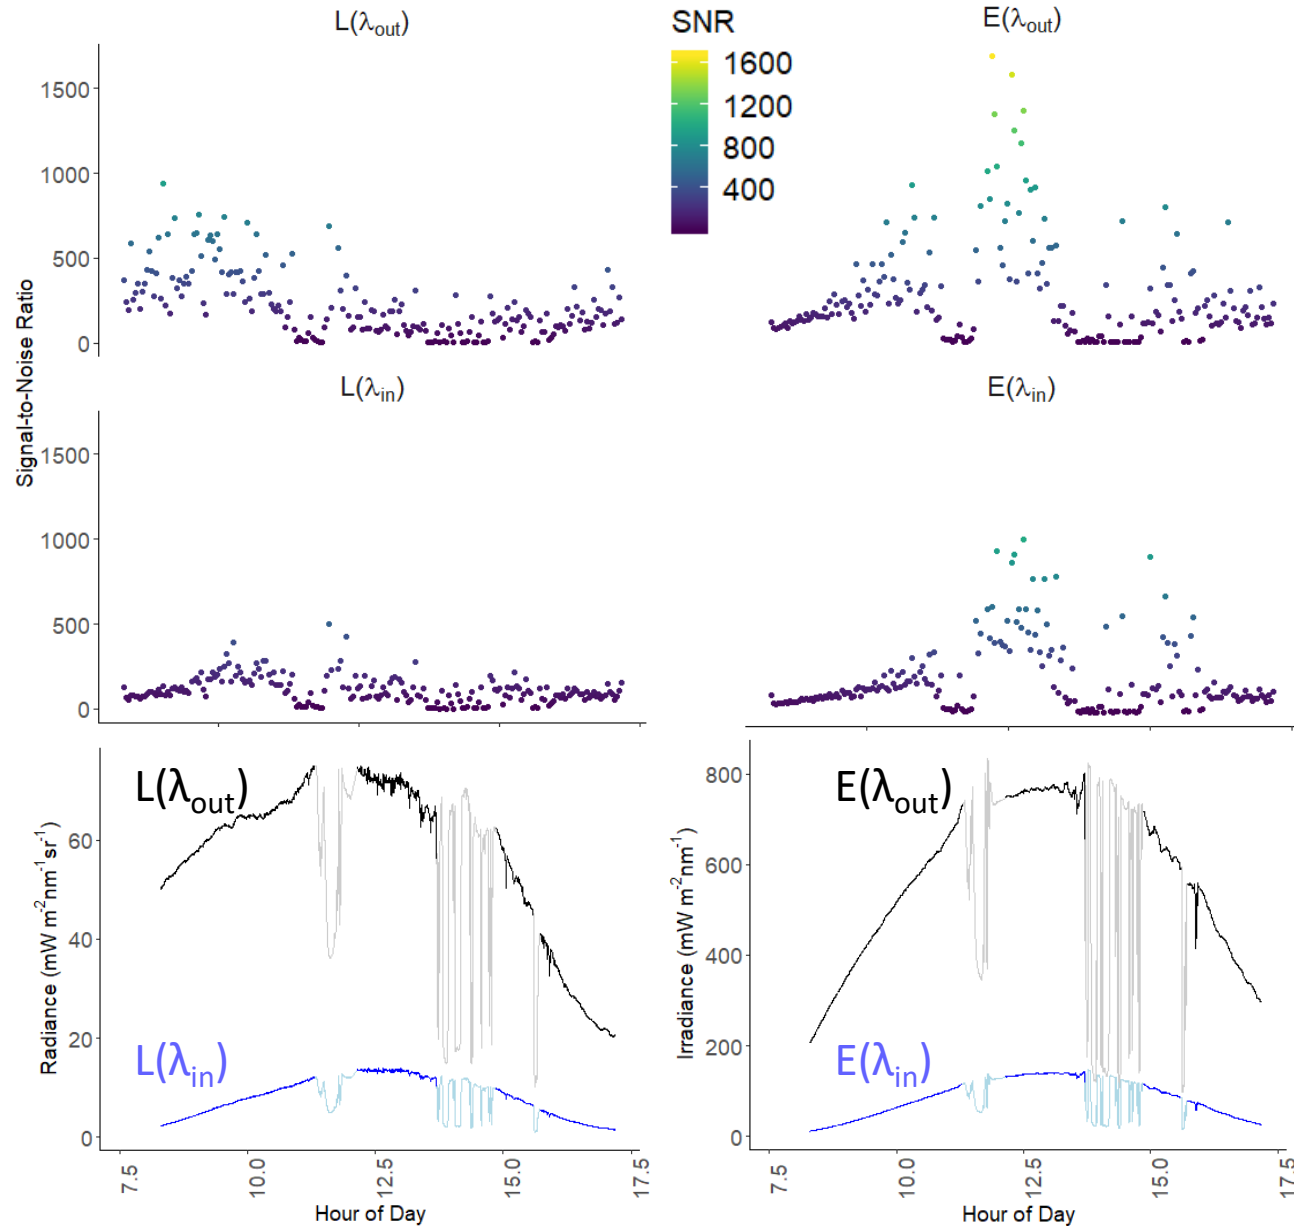 L(λout)
SNR
E(λout)
1600
1200
800
400
1500
1000
500
0
Signal-to-Noise Ratio
L(λin)
E(λin)
1500
1000
500
0
L(λout)
60
40
20
0
Radiance (mW m-2nm-1sr-1)
L(λin)
7.5
10.0
12.5
15.0
17.5
Hour of Day
E(λout)
800
600
400
200
0
Irradiance (mW m-2nm-1)
E(λin)
7.5
10.0
12.5
15.0
17.5
Hour of Day